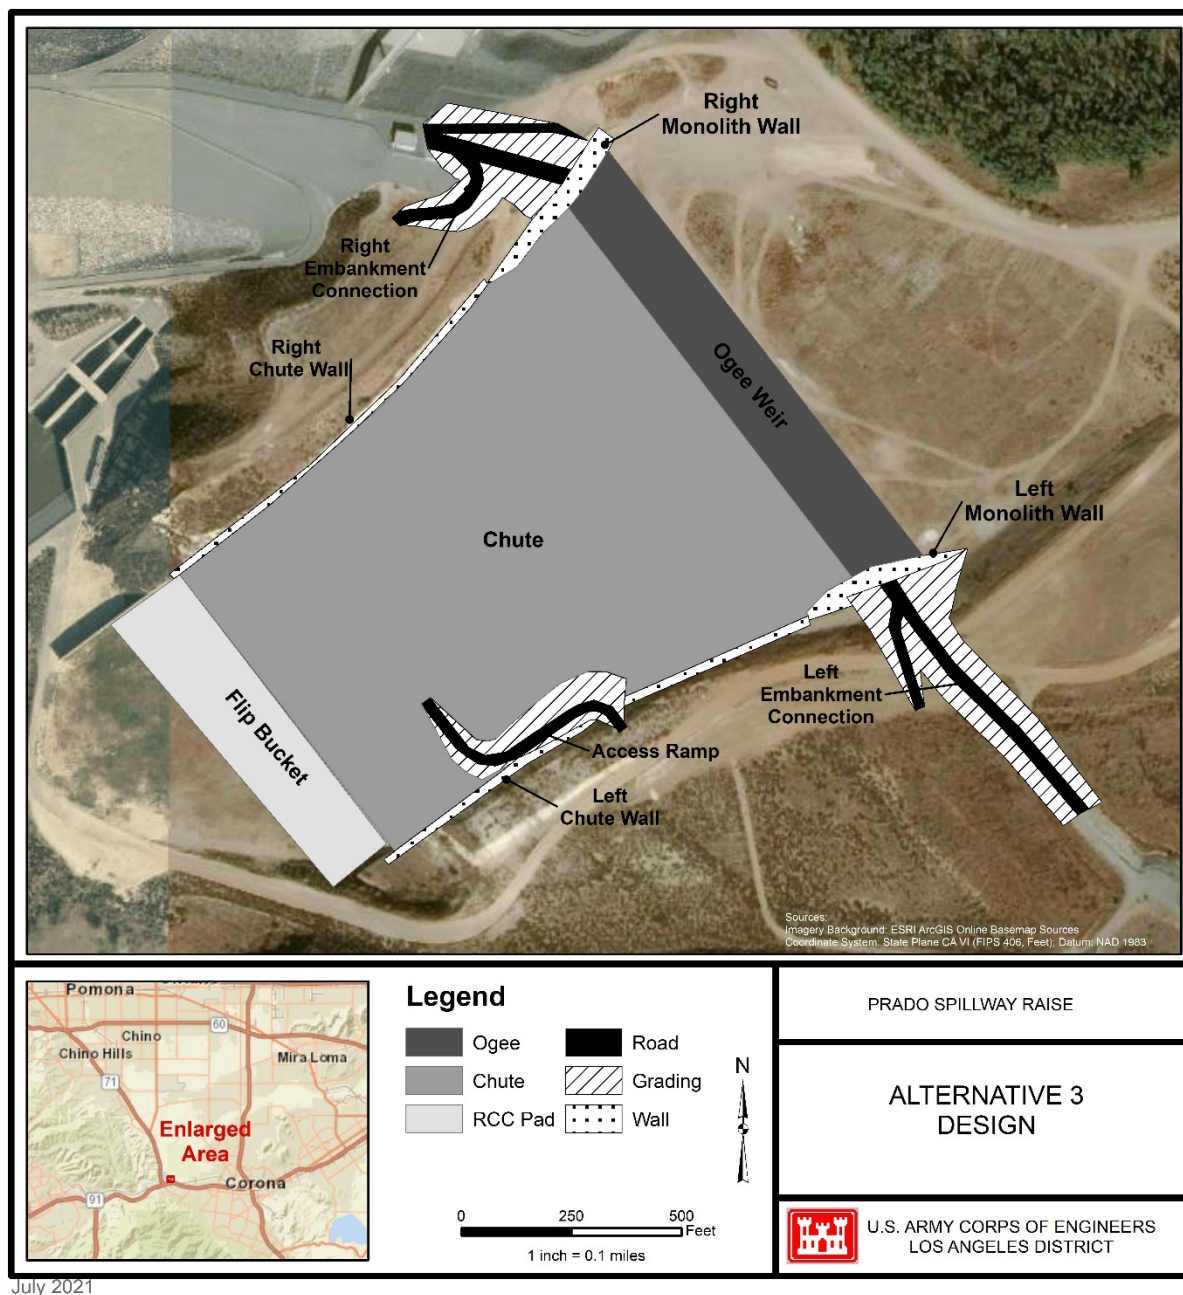 Right
Monolith Wall
Right
Embankment
Connection
Right
Chute Wall
Ogee Weir
Left
Monolith Wall
Chute
Left
Embankment
Connection
Flip Bucket
Access Ramp
Left
Chute Wall
Sources:
Imagery Background: ESRI ArcGIS Online Basemap Sources
Coordinate System: State Plane CA VI (FIPS 406, Feet); Datum: NAD 1983
Pomona
60
Chino
Chino Hills
Mira Loma
71
Enlarged
Area
Corona
91
Legend
Ogee
Road
Chute
Grading
RCC Pad
Wall
N
0 250 500
Feet
1 inch = 0.1 miles
PRADO SPILLWAY RAISE
ALTERNATIVE 3
DESIGN
U.S. ARMY CORPS OF ENGINEERS
LOS ANGELES DISTRICT
July 2021